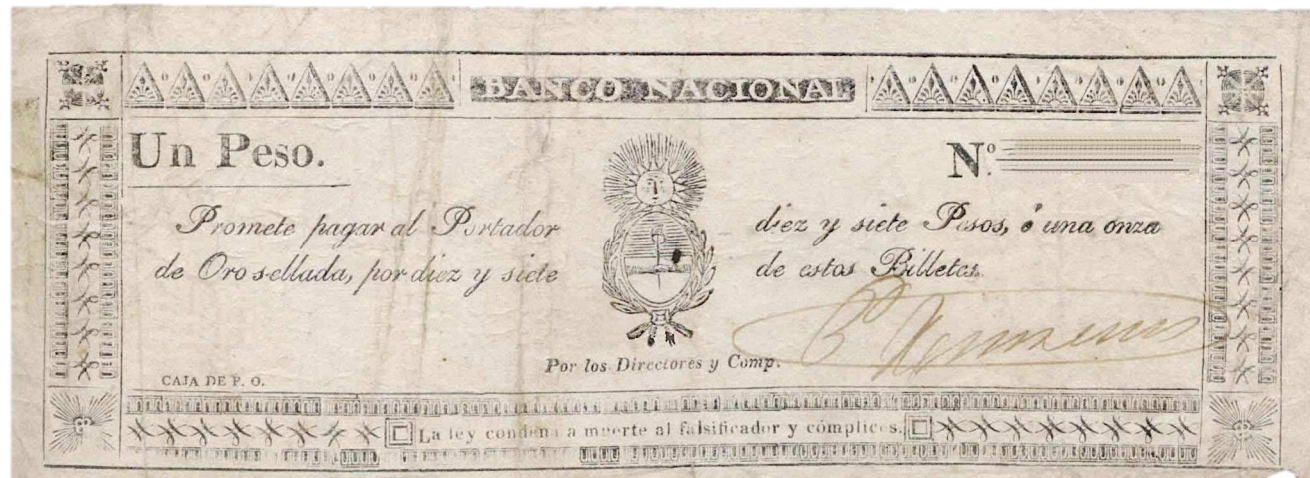 BANCO NACIONAL
Un Peso.
Nº
Promete pagar al Portador diez y siete Pesos, ó una onza
de Oro sellada, por diez y siete de estos Billetes.
Por los Directores y Comp.
CAJA DE P. O.
La ley condena a muerte al falsificador y cómplices.